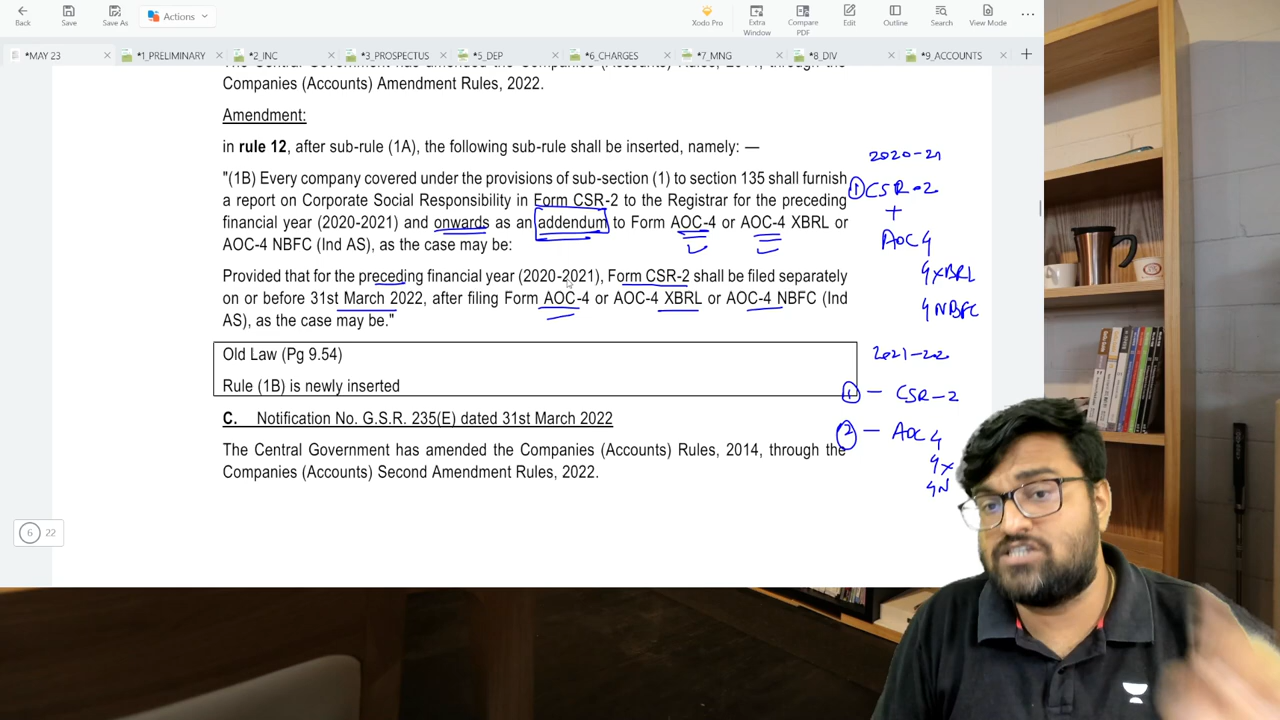 Back
Save
Save As
Actions
Xodo Pro
Extra Window
Compare PDF
Edit
Outline
Search
View Mode
*MAY 23
*1_PRELIMINARY
*2_INC
*3_PROSPECTUS
*5_DEP
*6_CHARGES
*7_MNG
*8_DIV
*9_ACCOUNTS
Companies (Accounts) Amendment Rules, 2022.
Amendment:
in rule 12, after sub-rule (1A), the following sub-rule shall be inserted, namely: —
"(1B) Every company covered under the provisions of sub-section (1) to section 135 shall furnish
a report on Corporate Social Responsibility in Form CSR-2 to the Registrar for the preceding
financial year (2020-2021) and onwards as an addendum to Form AOC-4 or AOC-4 XBRL or
AOC-4 NBFC (Ind AS), as the case may be:
Provided that for the preceding financial year (2020-2021), Form CSR-2 shall be filed separately
on or before 31st March 2022, after filing Form AOC-4 or AOC-4 XBRL or AOC-4 NBFC (Ind
AS), as the case may be."
Old Law (Pg 9.54)
Rule (1B) is newly inserted
C. Notification No. G.S.R. 235(E) dated 31st March 2022
The Central Government has amended the Companies (Accounts) Rules, 2014, through the
Companies (Accounts) Second Amendment Rules, 2022.
6 22
2020-21
① CSR-2
+
AOC 4
4 XBRL
4 NBFC
2021-22
① - CSR-2
② - AOC 4
4 X
4 N